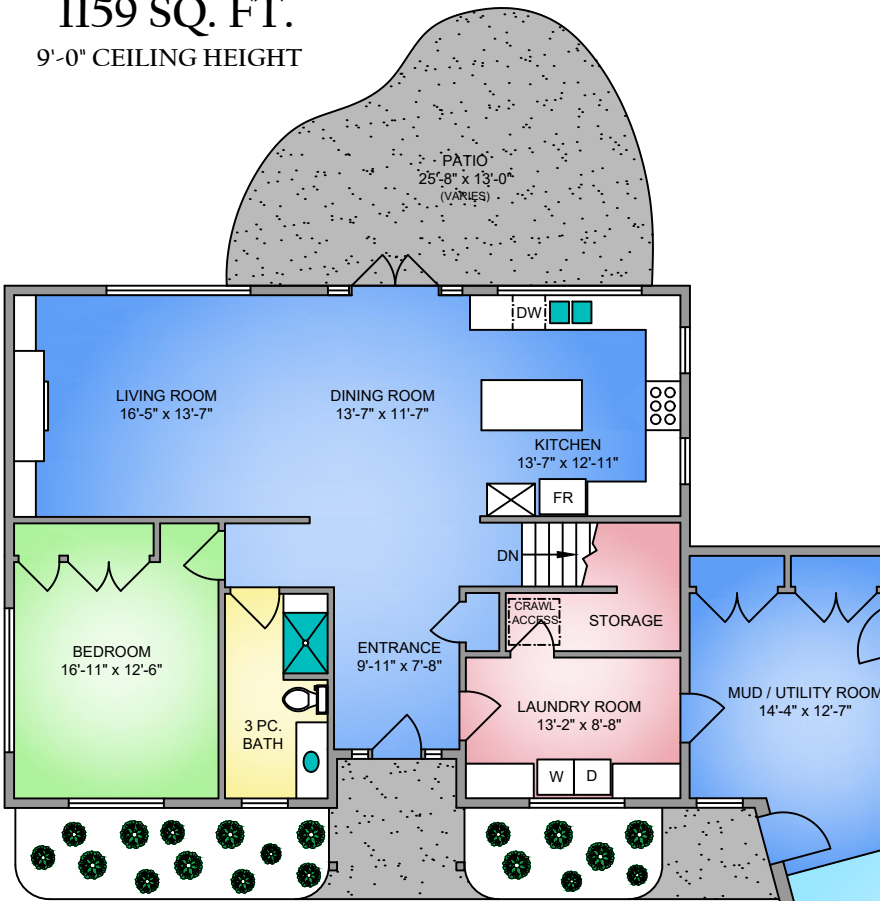 1159 SQ. FT.
9'-0" CEILING HEIGHT
PATIO
25'-8" x 13'-0"
(VARIES)
DW
LIVING ROOM
16'-5" x 13'-7"
DINING ROOM
13'-7" x 11'-7"
KITCHEN
13'-7" x 12'-11"
FR
DN
CRAWL
ACCESS
STORAGE
BEDROOM
16'-11" x 12'-6"
ENTRANCE
9'-11" x 7'-8"
3 PC.
BATH
LAUNDRY ROOM
13'-2" x 8'-8"
W
D
MUD / UTILITY ROOM
14'-4" x 12'-7"